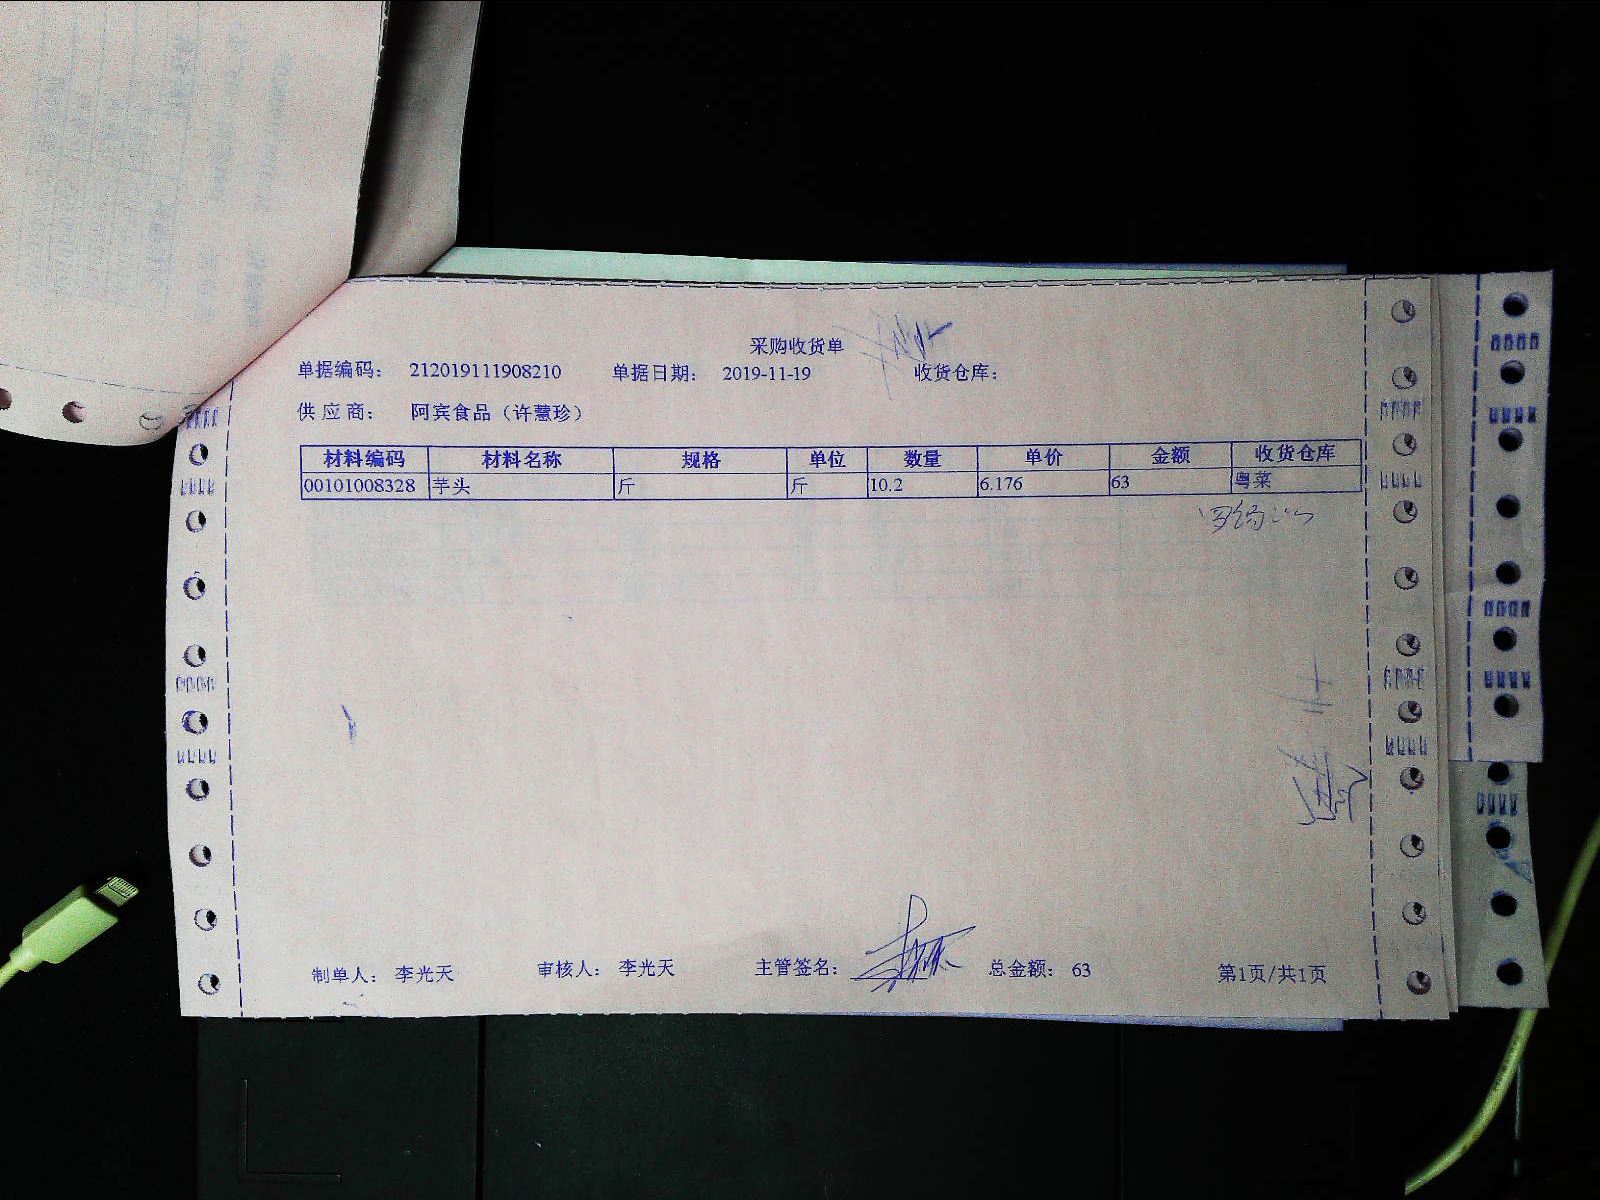 采购收货单
单据编码： 212019111908210 单据日期： 2019-11-19 收货仓库：
供 应 商： 阿宾食品（许慧珍）
材料编码 材料名称 规格 单位 数量 单价 金额 收货仓库
00101008328 芋头 斤 斤 10.2 6.176 63 粤菜
制单人： 李光天 审核人： 李光天 主管签名： 总金额： 63 第1页/共1页